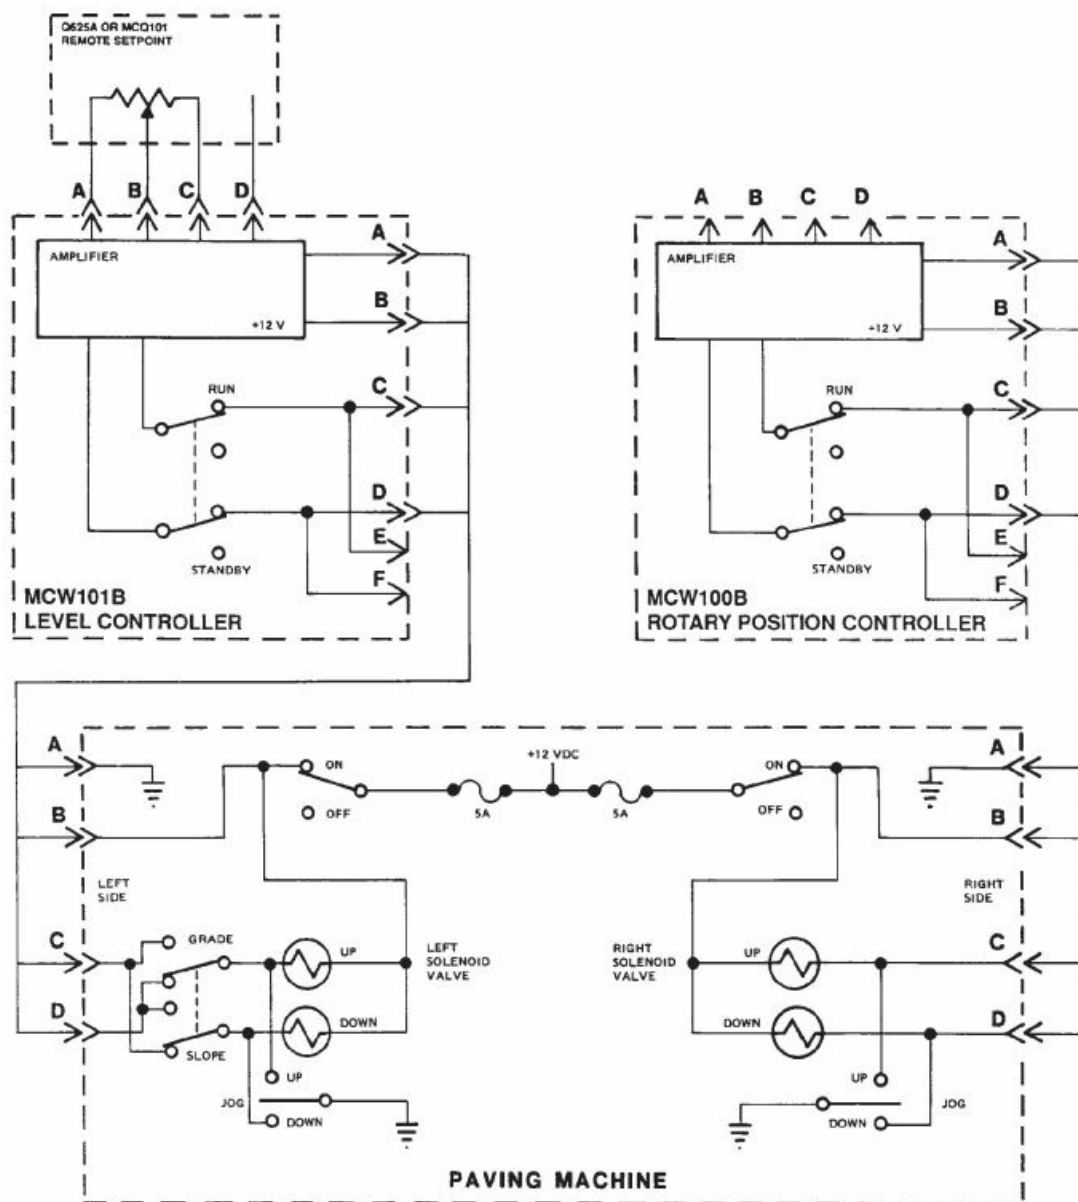 Q625A OR MCQ101
REMOTE SETPOINT
A B C D
AMPLIFIER
+12 V
A
B
RUN
C
D
E
STANDBY
F
MCW101B
LEVEL CONTROLLER
A B C D
AMPLIFIER
+12 V
A
B
RUN
C
D
E
STANDBY
F
MCW100B
ROTARY POSITION CONTROLLER
A
ON
+12 VDC
ON
A
B
OFF
5A
5A
OFF
B
LEFT
SIDE
RIGHT
SIDE
C
GRADE
UP
LEFT
SOLENOID
VALVE
RIGHT
SOLENOID
VALVE
UP
C
D
DOWN
DOWN
D
SLOPE
UP
JOG
DOWN
UP
JOG
DOWN
PAVING MACHINE